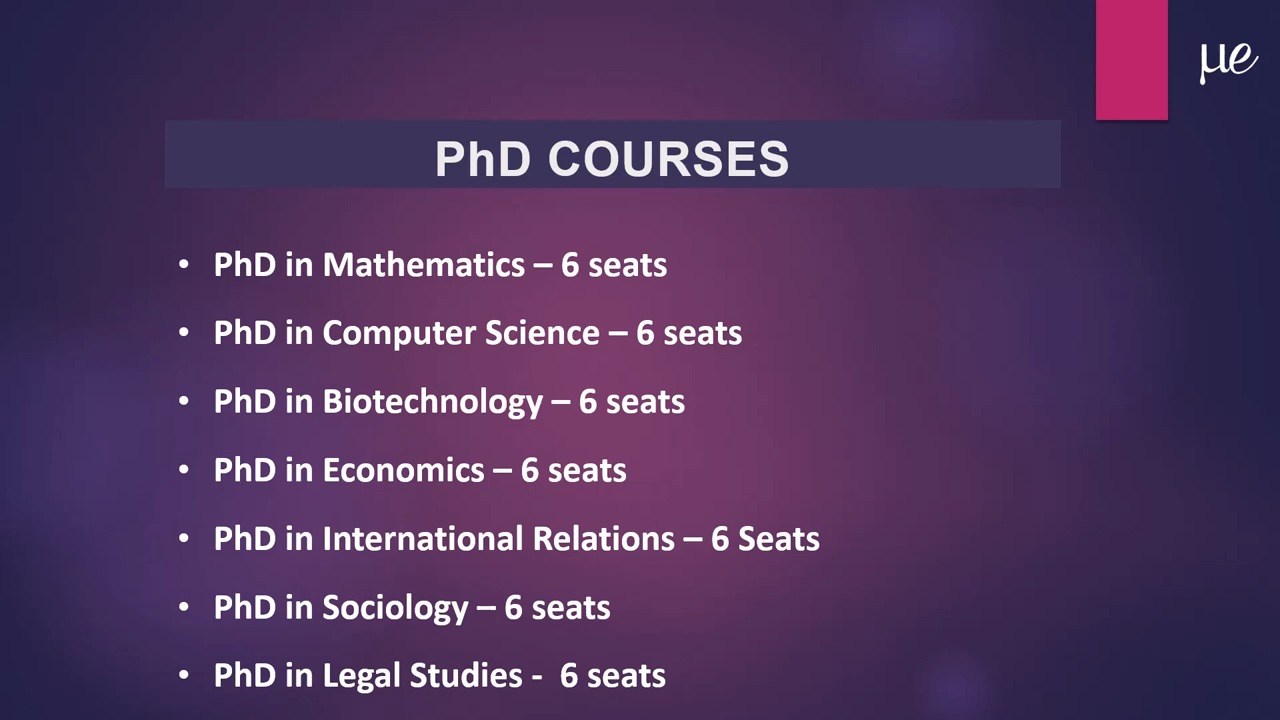 µe
PhD COURSES
• PhD in Mathematics – 6 seats
• PhD in Computer Science – 6 seats
• PhD in Biotechnology – 6 seats
• PhD in Economics – 6 seats
• PhD in International Relations – 6 Seats
• PhD in Sociology – 6 seats
• PhD in Legal Studies -  6 seats